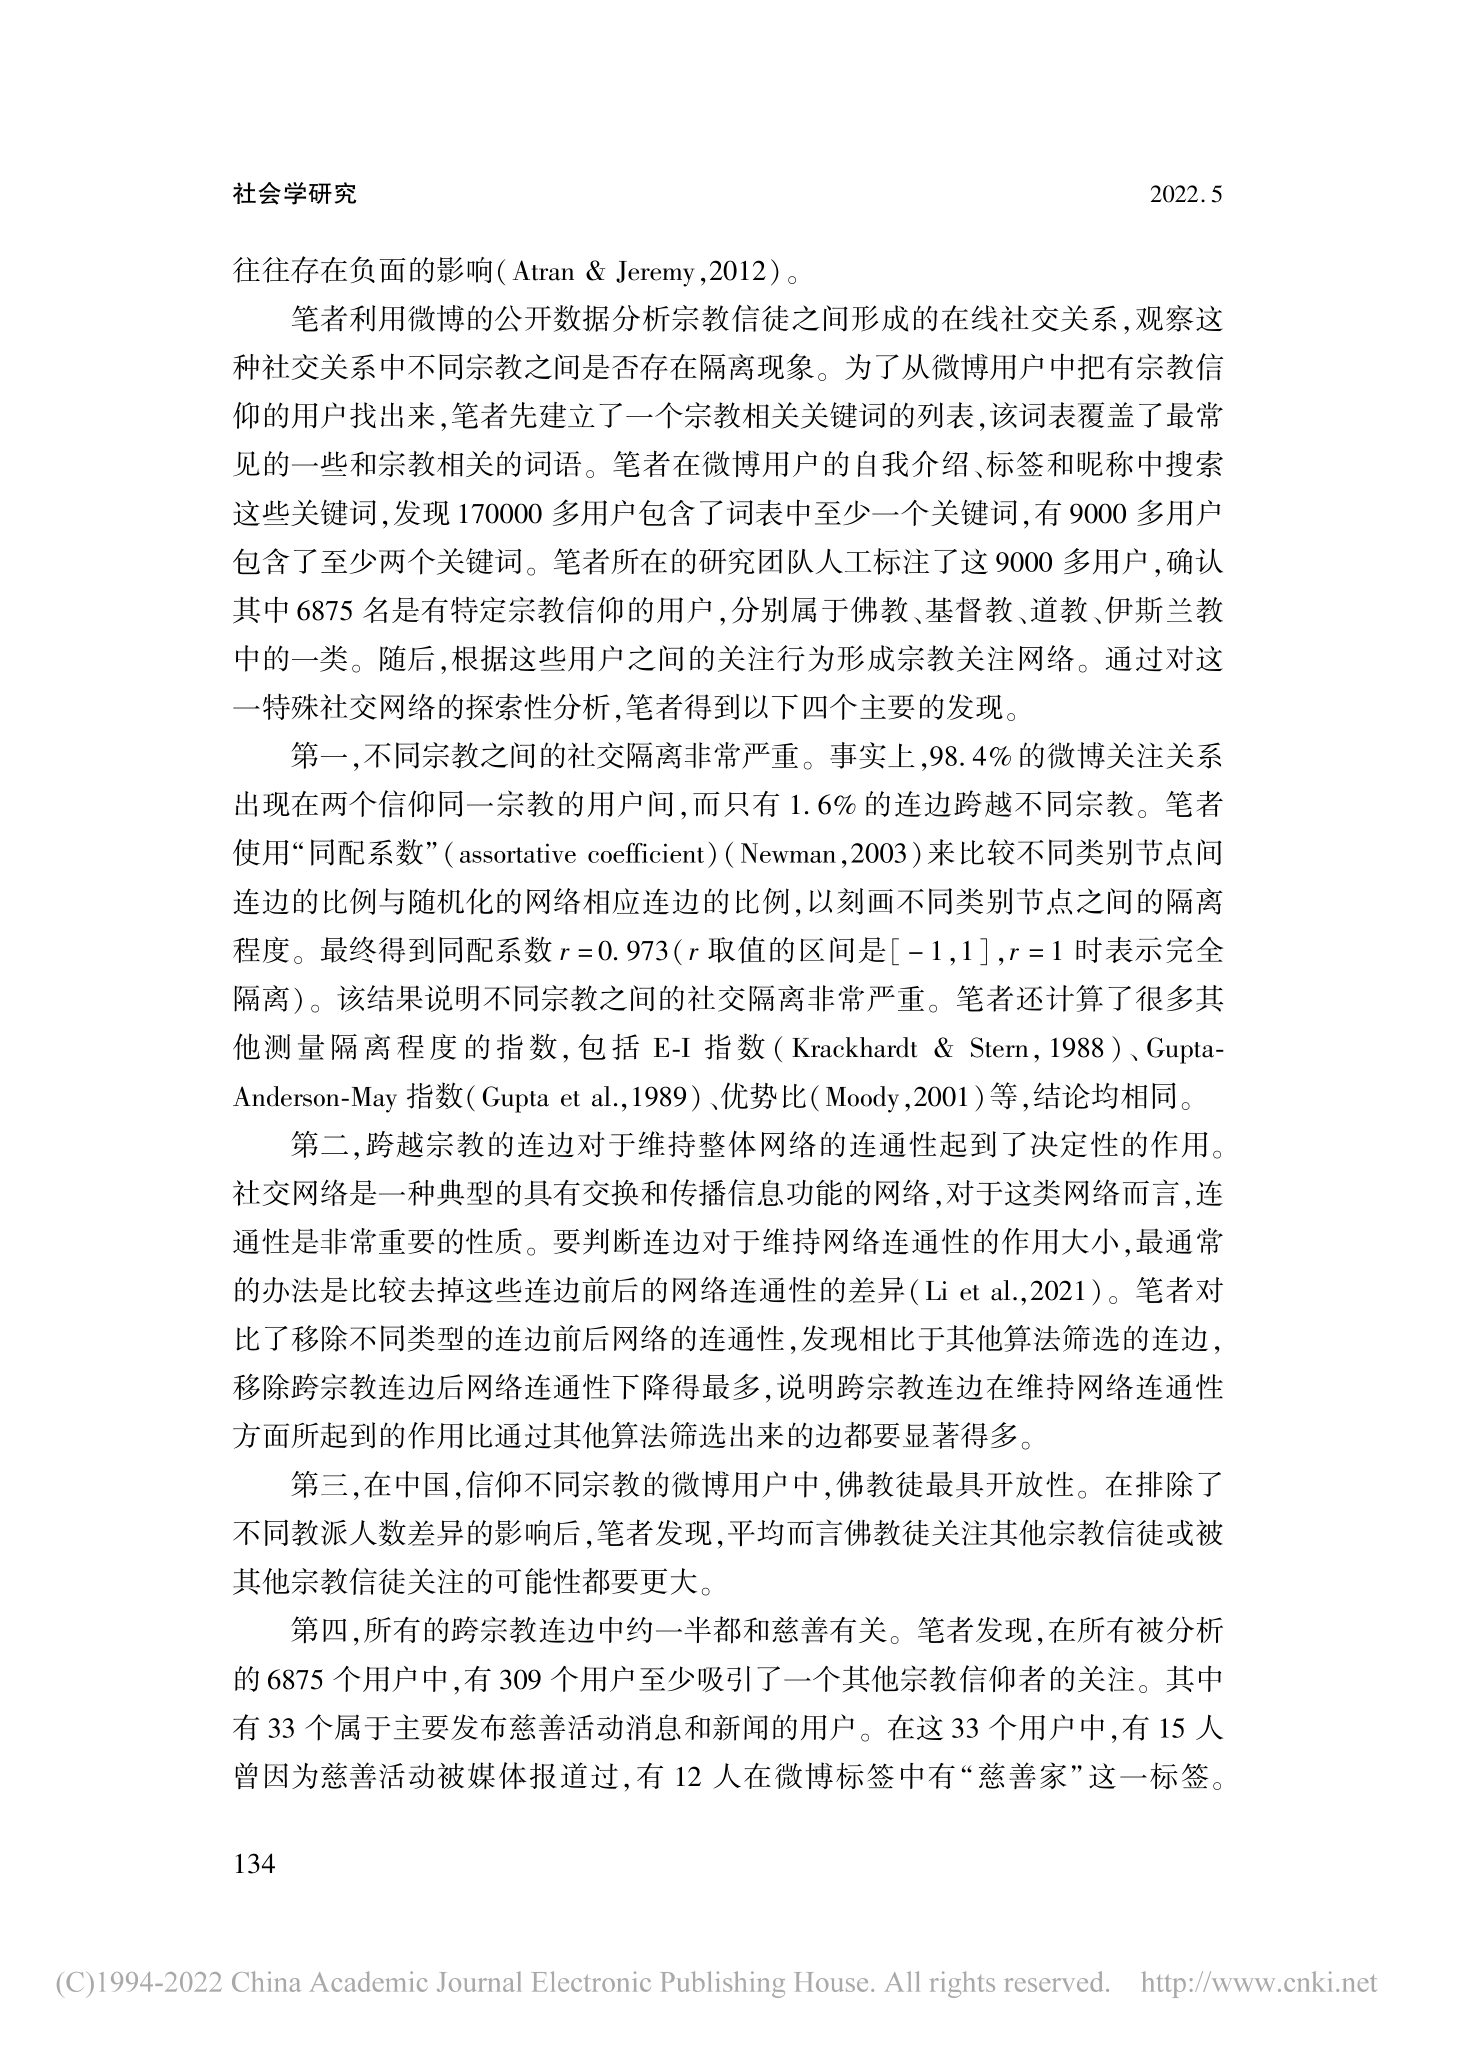 社会学研究 2022.5
往往存在负面的影响(Atran & Jeremy,2012)。
笔者利用微博的公开数据分析宗教信徒之间形成的在线社交关系,观察这
种社交关系中不同宗教之间是否存在隔离现象。为了从微博用户中把有宗教信
仰的用户找出来,笔者先建立了一个宗教相关关键词的列表,该词表覆盖了最常
见的一些和宗教相关的词语。笔者在微博用户的自我介绍、标签和昵称中搜索
这些关键词,发现170000多用户包含了词表中至少一个关键词,有9000多用户
包含了至少两个关键词。笔者所在的研究团队人工标注了这9000多用户,确认
其中6875名是有特定宗教信仰的用户,分别属于佛教、基督教、道教、伊斯兰教
中的一类。随后,根据这些用户之间的关注行为形成宗教关注网络。通过对这
一特殊社交网络的探索性分析,笔者得到以下四个主要的发现。
第一,不同宗教之间的社交隔离非常严重。事实上,98.4%的微博关注关系
出现在两个信仰同一宗教的用户间,而只有1.6%的连边跨越不同宗教。笔者
使用“同配系数”(assortative coefficient)(Newman,2003)来比较不同类别节点间
连边的比例与随机化的网络相应连边的比例,以刻画不同类别节点之间的隔离
程度。最终得到同配系数r=0.973(r取值的区间是[-1,1],r=1时表示完全
隔离)。该结果说明不同宗教之间的社交隔离非常严重。笔者还计算了很多其
他测量隔离程度的指数,包括E-I指数(Krackhardt & Stern,1988)、Gupta-
Anderson-May指数(Gupta et al.,1989)、优势比(Moody,2001)等,结论均相同。
第二,跨越宗教的连边对于维持整体网络的连通性起到了决定性的作用。
社交网络是一种典型的具有交换和传播信息功能的网络,对于这类网络而言,连
通性是非常重要的性质。要判断连边对于维持网络连通性的作用大小,最通常
的办法是比较去掉这些连边前后的网络连通性的差异(Li et al.,2021)。笔者对
比了移除不同类型的连边前后网络的连通性,发现相比于其他算法筛选的连边,
移除跨宗教连边后网络连通性下降得最多,说明跨宗教连边在维持网络连通性
方面所起到的作用比通过其他算法筛选出来的边都要显著得多。
第三,在中国,信仰不同宗教的微博用户中,佛教徒最具开放性。在排除了
不同教派人数差异的影响后,笔者发现,平均而言佛教徒关注其他宗教信徒或被
其他宗教信徒关注的可能性都要更大。
第四,所有的跨宗教连边中约一半都和慈善有关。笔者发现,在所有被分析
的6875个用户中,有309个用户至少吸引了一个其他宗教信仰者的关注。其中
有33个属于主要发布慈善活动消息和新闻的用户。在这33个用户中,有15人
曾因为慈善活动被媒体报道过,有12人在微博标签中有“慈善家”这一标签。
134
(C)1994-2022 China Academic Journal Electronic Publishing House. All rights reserved. http://www.cnki.net